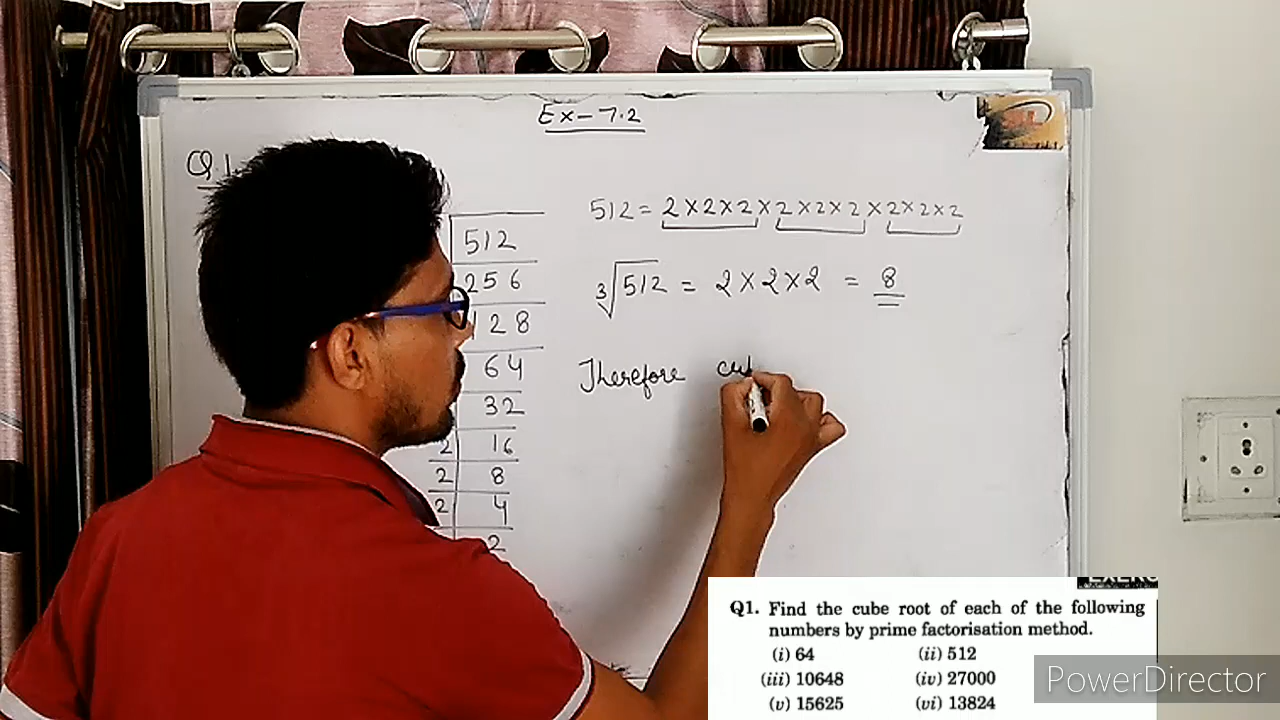 Ex-7.2
Q.1
512
256
128
64
32
2 16
2 8
2 4
2
512 = 2×2×2×2×2×2×2×2×2
∛512 = 2×2×2 = 8
Therefore cub
Q1. Find the cube root of each of the following
numbers by prime factorisation method.
(i) 64 (ii) 512
(iii) 10648 (iv) 27000
(v) 15625 (vi) 13824
PowerDirector